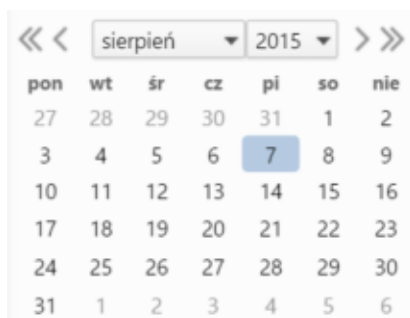 sierpień 2015
pon wt śr cz pi so nie
27 28 29 30 31 1 2
3 4 5 6 7 8 9
10 11 12 13 14 15 16
17 18 19 20 21 22 23
24 25 26 27 28 29 30
31 1 2 3 4 5 6